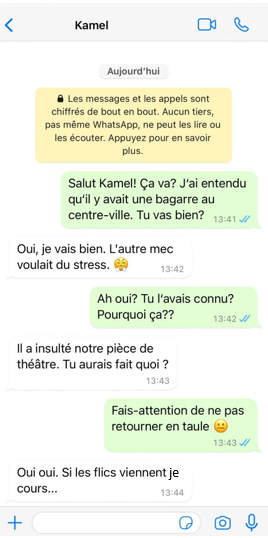 Kamel
Aujourd'hui
🔒 Les messages et les appels sont
chiffrés de bout en bout. Aucun tiers,
pas même WhatsApp, ne peut les lire ou
les écouter. Appuyez pour en savoir
plus.
Salut Kamel! Ça va? J'ai entendu
qu'il y avait une bagarre au
centre-ville. Tu vas bien?
13:41
Oui, je vais bien. L'autre mec
voulait du stress. 😤
13:42
Ah oui? Tu l'avais connu?
Pourquoi ça??
13:42
Il a insulté notre pièce de
théâtre. Tu aurais fait quoi ?
13:43
Fais-attention de ne pas
retourner en taule 😐
13:43
Oui oui. Si les flics viennent je
cours...
13:44